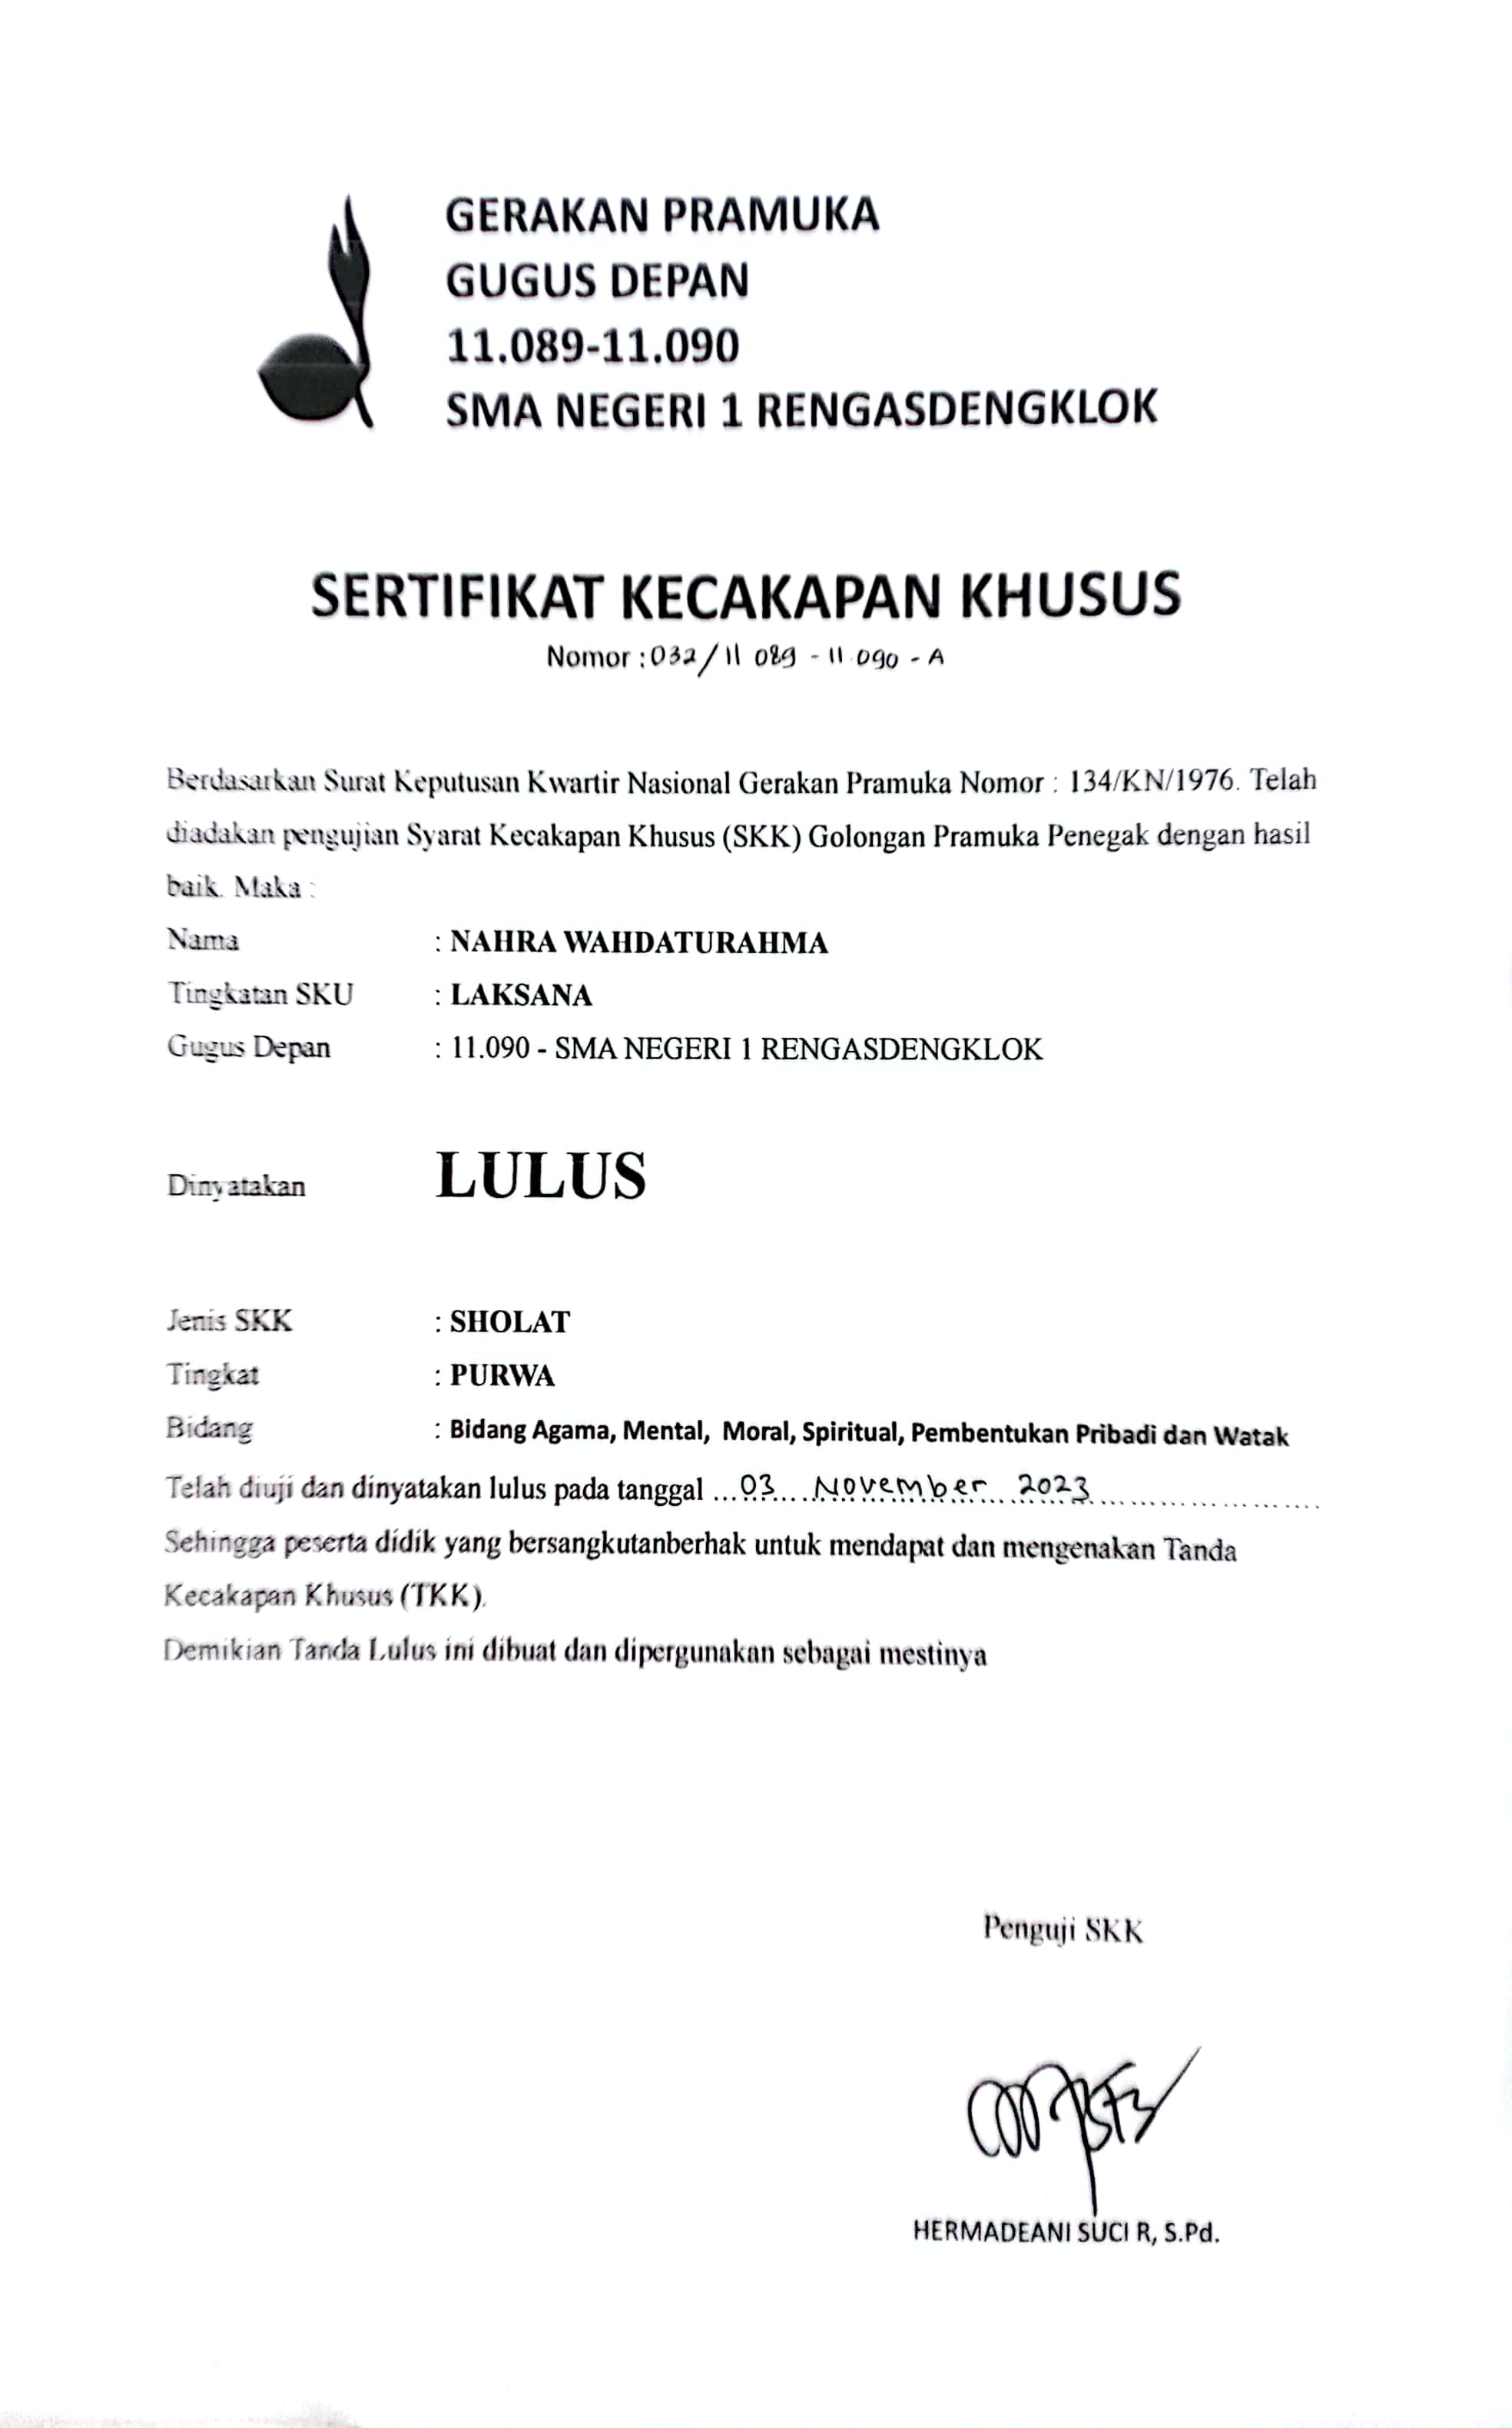 GERAKAN PRAMUKA
GUGUS DEPAN
11.089-11.090
SMA NEGERI 1 RENGASDENGKLOK
SERTIFIKAT KECAKAPAN KHUSUS
Nomor : 032/11 089 - 11.090 - A
Berdasarkan Surat Keputusan Kwartir Nasional Gerakan Pramuka Nomor : 134/KN/1976. Telah
diadakan pengujian Syarat Kecakapan Khusus (SKK) Golongan Pramuka Penegak dengan hasil
baik. Maka :
Nama : NAHRA WAHDATURAHMA
Tingkatan SKU : LAKSANA
Gugus Depan : 11.090 - SMA NEGERI 1 RENGASDENGKLOK
Dinyatakan LULUS
Jenis SKK : SHOLAT
Tingkat : PURWA
Bidang : Bidang Agama, Mental, Moral, Spiritual, Pembentukan Pribadi dan Watak
Telah diuji dan dinyatakan lulus pada tanggal ...03 November 2023...
Sehingga peserta didik yang bersangkutanberhak untuk mendapat dan mengenakan Tanda
Kecakapan Khusus (TKK).
Demikian Tanda Lulus ini dibuat dan dipergunakan sebagai mestinya
Penguji SKK
HERMADEANI SUCI R, S.Pd.